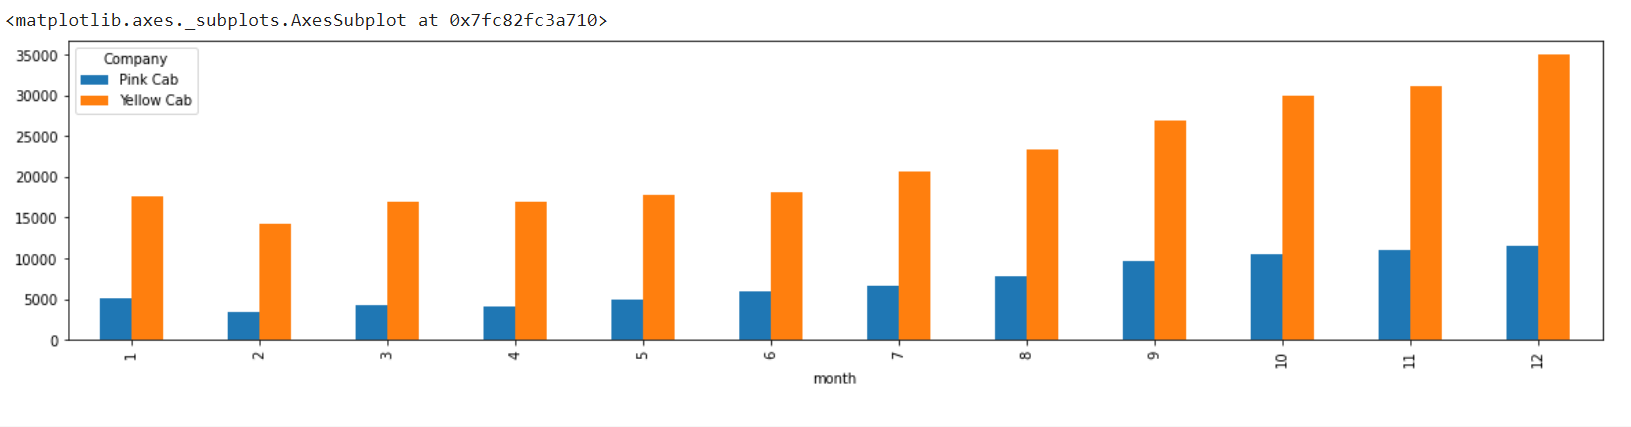 <matplotlib.axes._subplots.AxesSubplot at 0x7fc82fc3a710>
Company
Pink Cab
Yellow Cab
35000
30000
25000
20000
15000
10000
5000
0
1 2 3 4 5 6 7 8 9 10 11 12
month